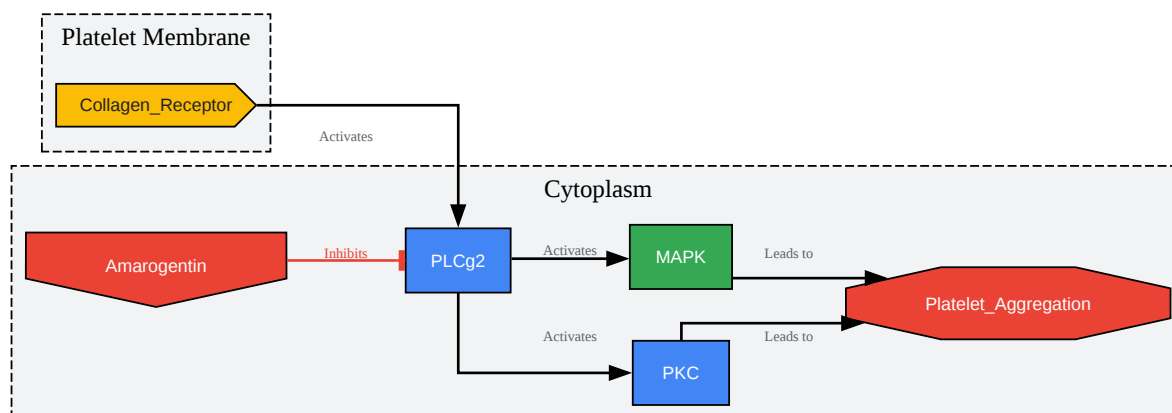 Platelet Membrane
Collagen_Receptor
Activates
Cytoplasm
Amarogentin
Inhibits
PLCg2
Activates
MAPK
Leads to
Platelet_Aggregation
Activates
PKC
Leads to